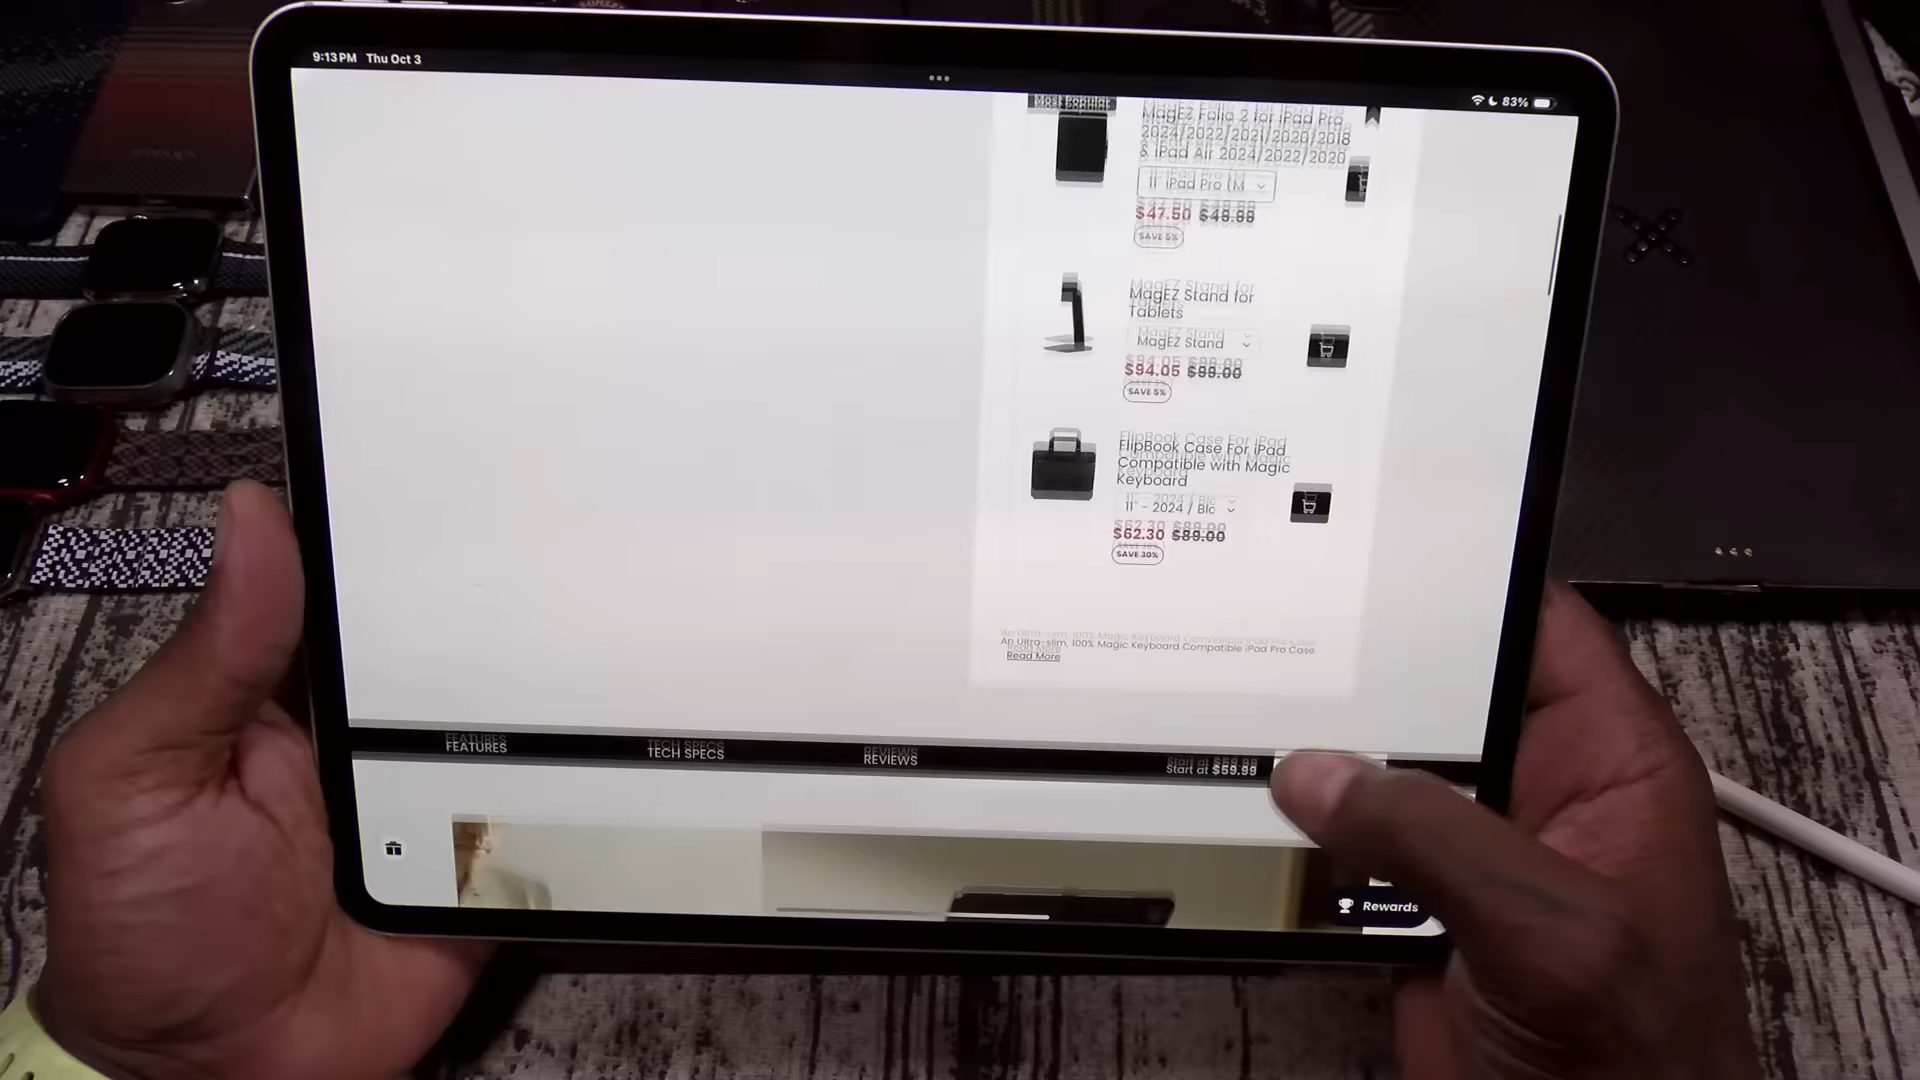 9:13 PM Thu Oct 3
83%
Most Popular
MagEZ Folio 2 for iPad Pro
2024/2022/2021/2020/2018
& iPad Air 2024/2022/2020
11" iPad Pro (M
$47.50 $49.99
SAVE 5%
MagEZ Stand for
Tablets
MagEZ Stand
$94.05 $99.00
SAVE 5%
FlipBook Case For iPad
Compatible with Magic
Keyboard
11" - 2024 / Blc
$62.30 $89.00
SAVE 30%
An Ultra-slim, 100% Magic Keyboard Compatible iPad Pro Case
Read More
FEATURES
TECH SPECS
REVIEWS
Start at $59.99
Rewards